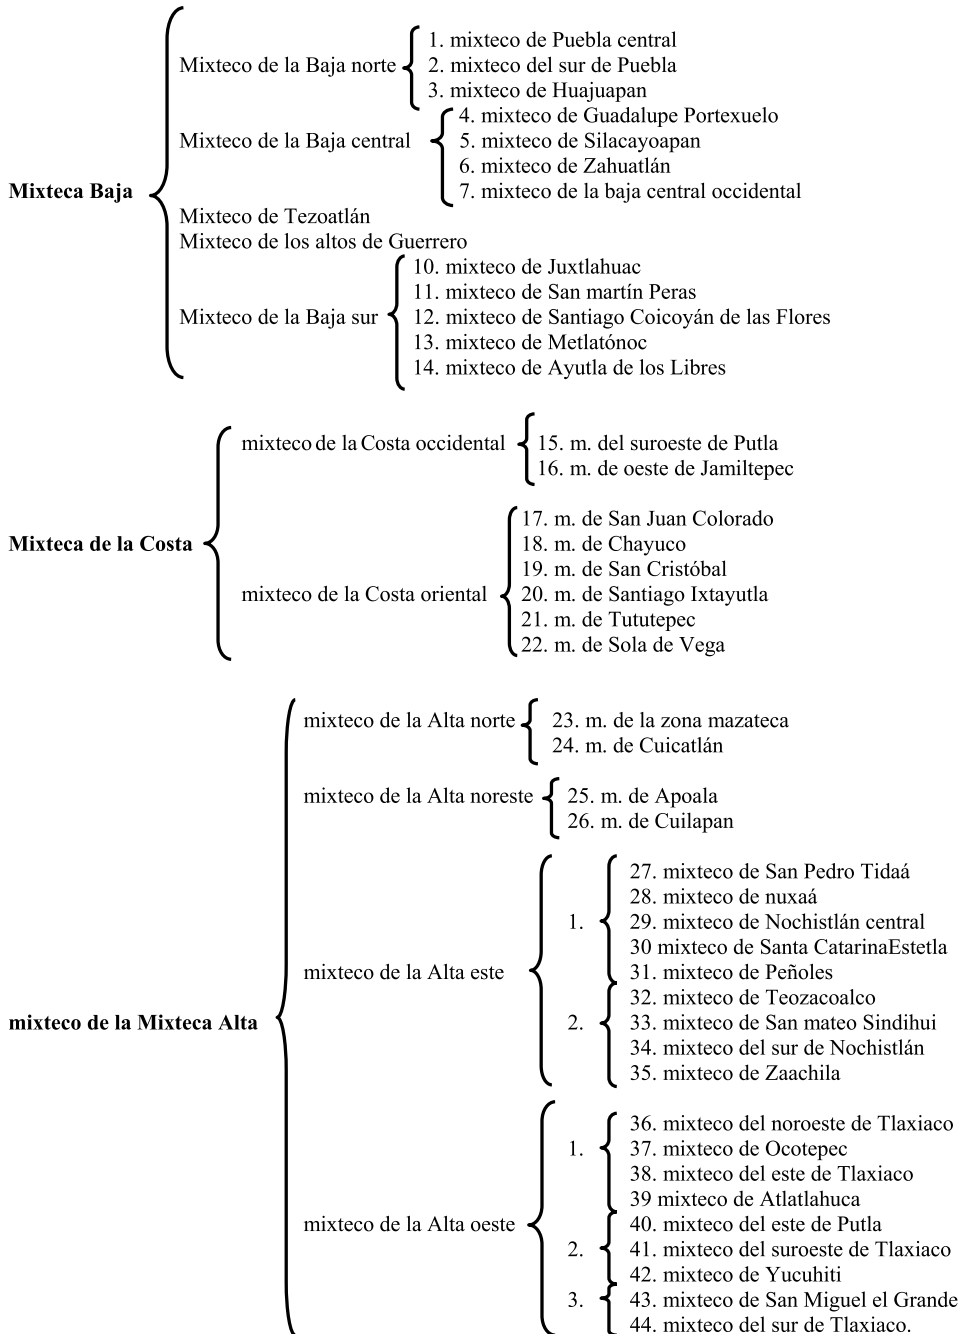 1. mixteco de Puebla central
Mixteco de la Baja norte
2. mixteco del sur de Puebla
3. mixteco de Huajuapan
4. mixteco de Guadalupe Portexuelo
Mixteco de la Baja central
5. mixteco de Silacayoapan
6. mixteco de Zahuatlán
Mixteca Baja
7. mixteco de la baja central occidental
Mixteco de Tezoatlán
Mixteco de los altos de Guerrero
10. mixteco de Juxtlahuac
11. mixteco de San martín Peras
Mixteco de la Baja sur
12. mixteco de Santiago Coicoyán de las Flores
13. mixteco de Metlatónoc
14. mixteco de Ayutla de los Libres
mixteco de la Costa occidental
15. m. del suroeste de Putla
16. m. de oeste de Jamiltepec
17. m. de San Juan Colorado
Mixteca de la Costa
18. m. de Chayuco
19. m. de San Cristóbal
mixteco de la Costa oriental
20. m. de Santiago Ixtayutla
21. m. de Tututepec
22. m. de Sola de Vega
mixteco de la Alta norte
23. m. de la zona mazateca
24. m. de Cuicatlán
mixteco de la Alta noreste
25. m. de Apoala
26. m. de Cuilapan
27. mixteco de San Pedro Tidaá
28. mixteco de nuxaá
1.
29. mixteco de Nochistlán central
30 mixteco de Santa CatarinaEstetla
mixteco de la Alta este
31. mixteco de Peñoles
32. mixteco de Teozacoalco
mixteco de la Mixteca Alta
2.
33. mixteco de San mateo Sindihui
34. mixteco del sur de Nochistlán
35. mixteco de Zaachila
36. mixteco del noroeste de Tlaxiaco
1.
37. mixteco de Ocotepec
38. mixteco del este de Tlaxiaco
39 mixteco de Atlatlahuca
mixteco de la Alta oeste
40. mixteco del este de Putla
2.
41. mixteco del suroeste de Tlaxiaco
42. mixteco de Yucuhiti
3.
43. mixteco de San Miguel el Grande
44. mixteco del sur de Tlaxiaco.